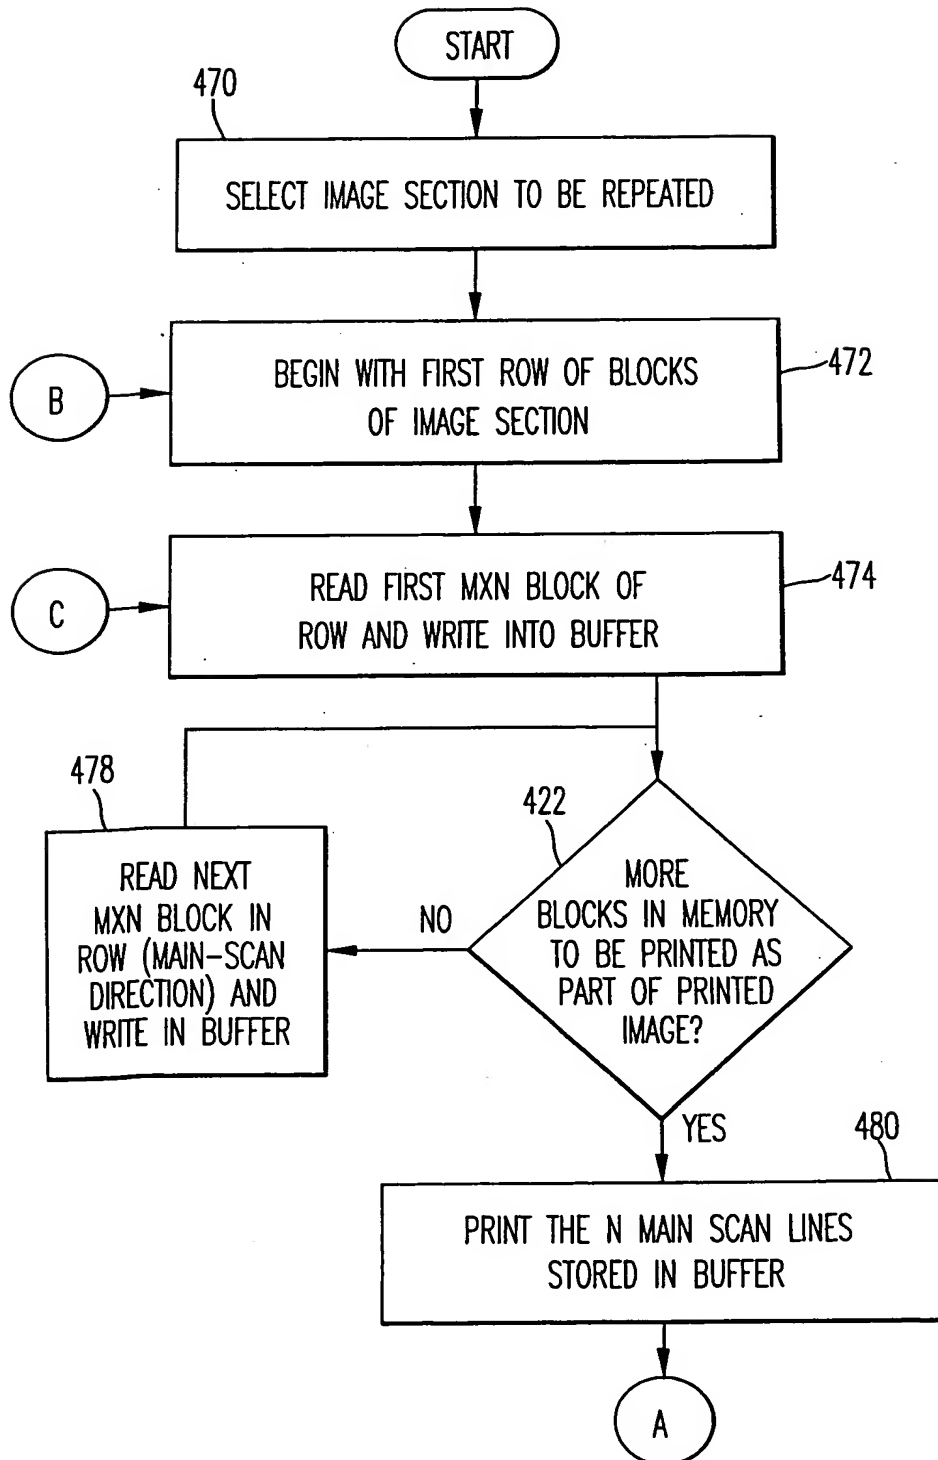 START
470
SELECT IMAGE SECTION TO BE REPEATED
B
BEGIN WITH FIRST ROW OF BLOCKS
OF IMAGE SECTION
472
C
READ FIRST MXN BLOCK OF
ROW AND WRITE INTO BUFFER
474
478
READ NEXT
MXN BLOCK IN
ROW (MAIN-SCAN
DIRECTION) AND
WRITE IN BUFFER
NO
422
MORE
BLOCKS IN MEMORY
TO BE PRINTED AS
PART OF PRINTED
IMAGE?
YES
480
PRINT THE N MAIN SCAN LINES
STORED IN BUFFER
A